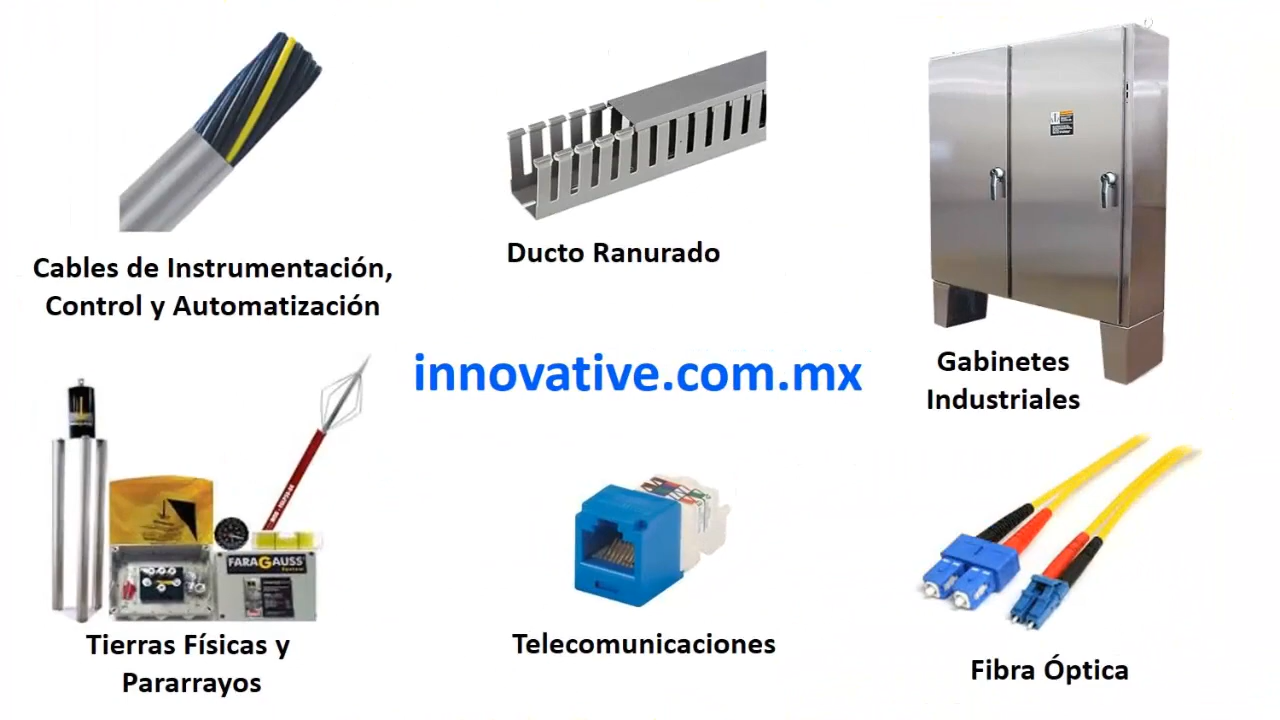 Cables de Instrumentación,
Control y Automatización
Ducto Ranurado
Gabinetes
Industriales
innovative.com.mx
FARAGAUSS
System
Tierras Físicas y
Pararrayos
Telecomunicaciones
Fibra Óptica